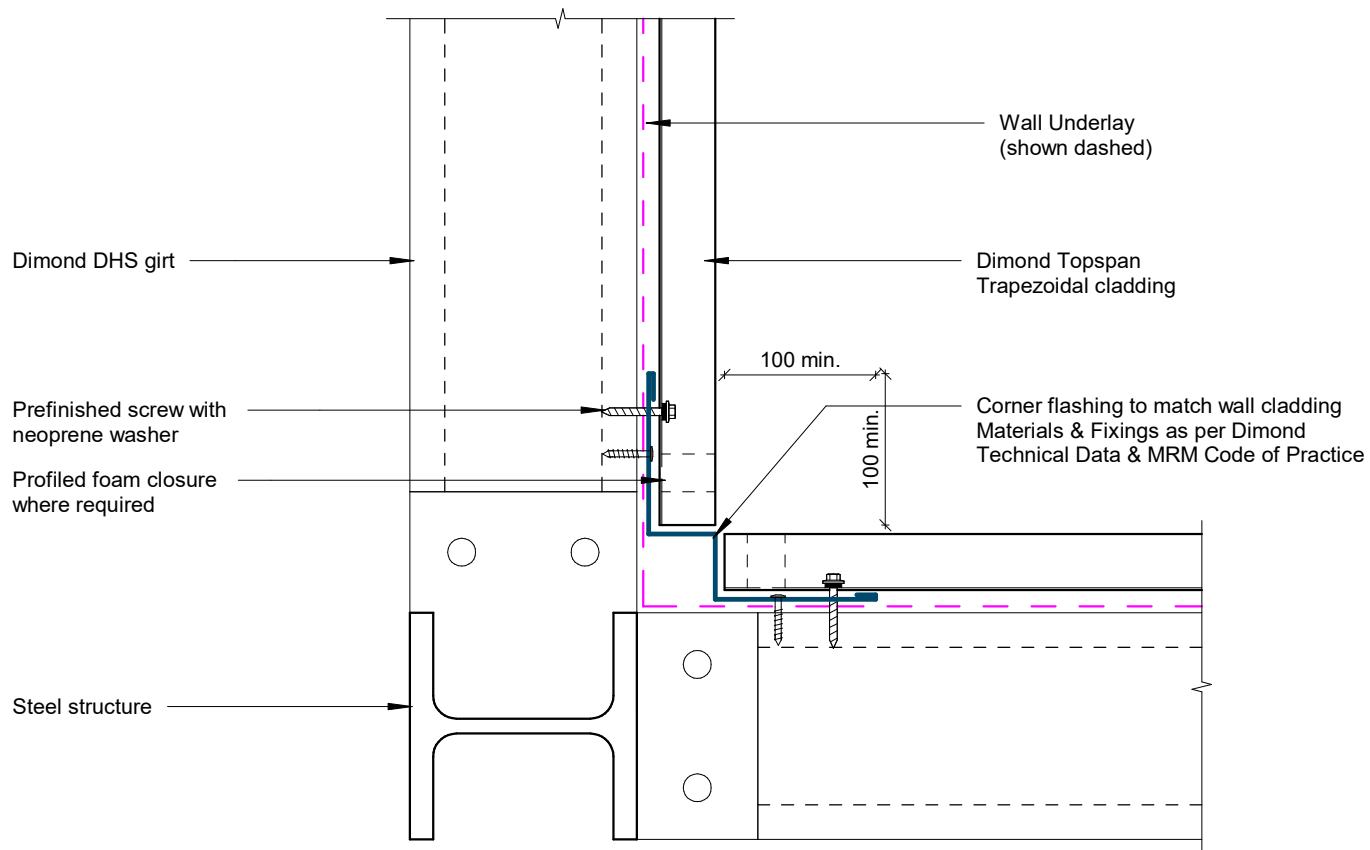 Wall Underlay
(shown dashed)
Dimond DHS girt
Dimond Topspan
Trapezoidal cladding
100 min.
100 min.
Prefinished screw with
neoprene washer
Corner flashing to match wall cladding
Materials & Fixings as per Dimond
Technical Data & MRM Code of Practice
Profiled foam closure
where required
Steel structure